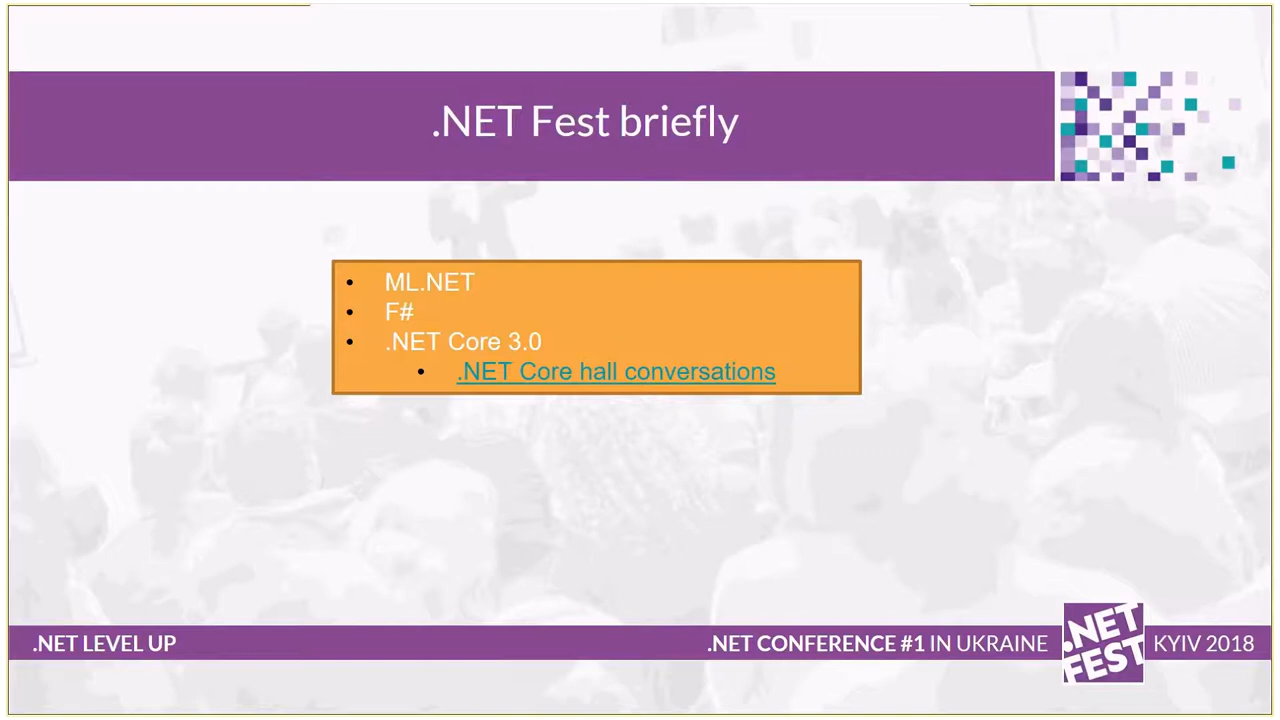 .NET Fest briefly
• ML.NET
• F#
• .NET Core 3.0
• .NET Core hall conversations
.NET LEVEL UP
.NET CONFERENCE #1 IN UKRAINE
.NET
FEST
KYIV 2018